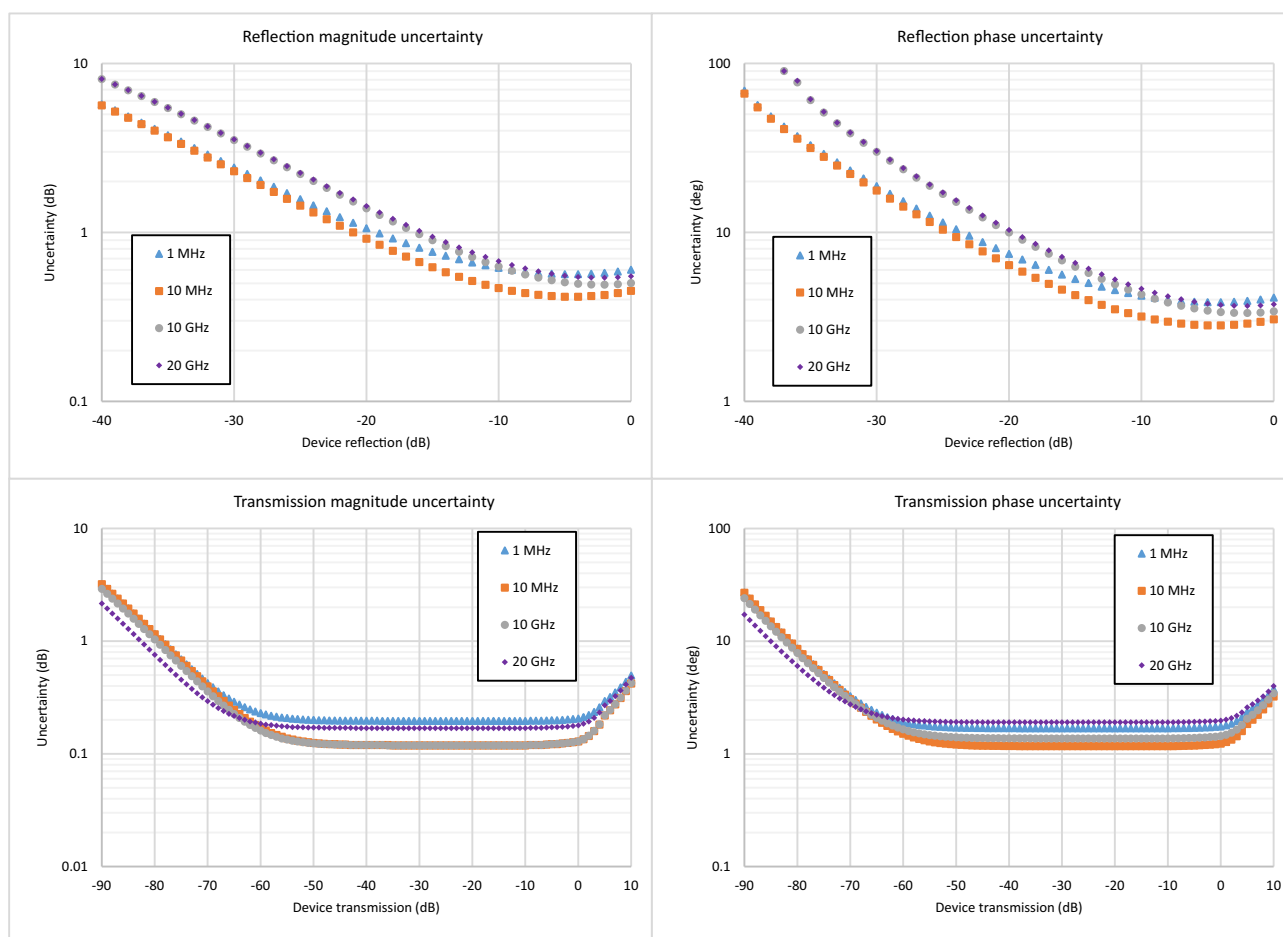 Reflection magnitude uncertainty
10
1
0.1
Uncertainty (dB)
1 MHz
10 MHz
10 GHz
20 GHz
-40 -30 -20 -10 0
Device reflection (dB)
Reflection phase uncertainty
100
10
1
Uncertainty (deg)
1 MHz
10 MHz
10 GHz
20 GHz
-40 -30 -20 -10 0
Device reflection (dB)
Transmission magnitude uncertainty
10
1
0.1
0.01
Uncertainty (dB)
1 MHz
10 MHz
10 GHz
20 GHz
-90 -80 -70 -60 -50 -40 -30 -20 -10 0 10
Device transmission (dB)
Transmission phase uncertainty
100
10
1
0.1
Uncertainty (deg)
1 MHz
10 MHz
10 GHz
20 GHz
-90 -80 -70 -60 -50 -40 -30 -20 -10 0 10
Device transmission (dB)